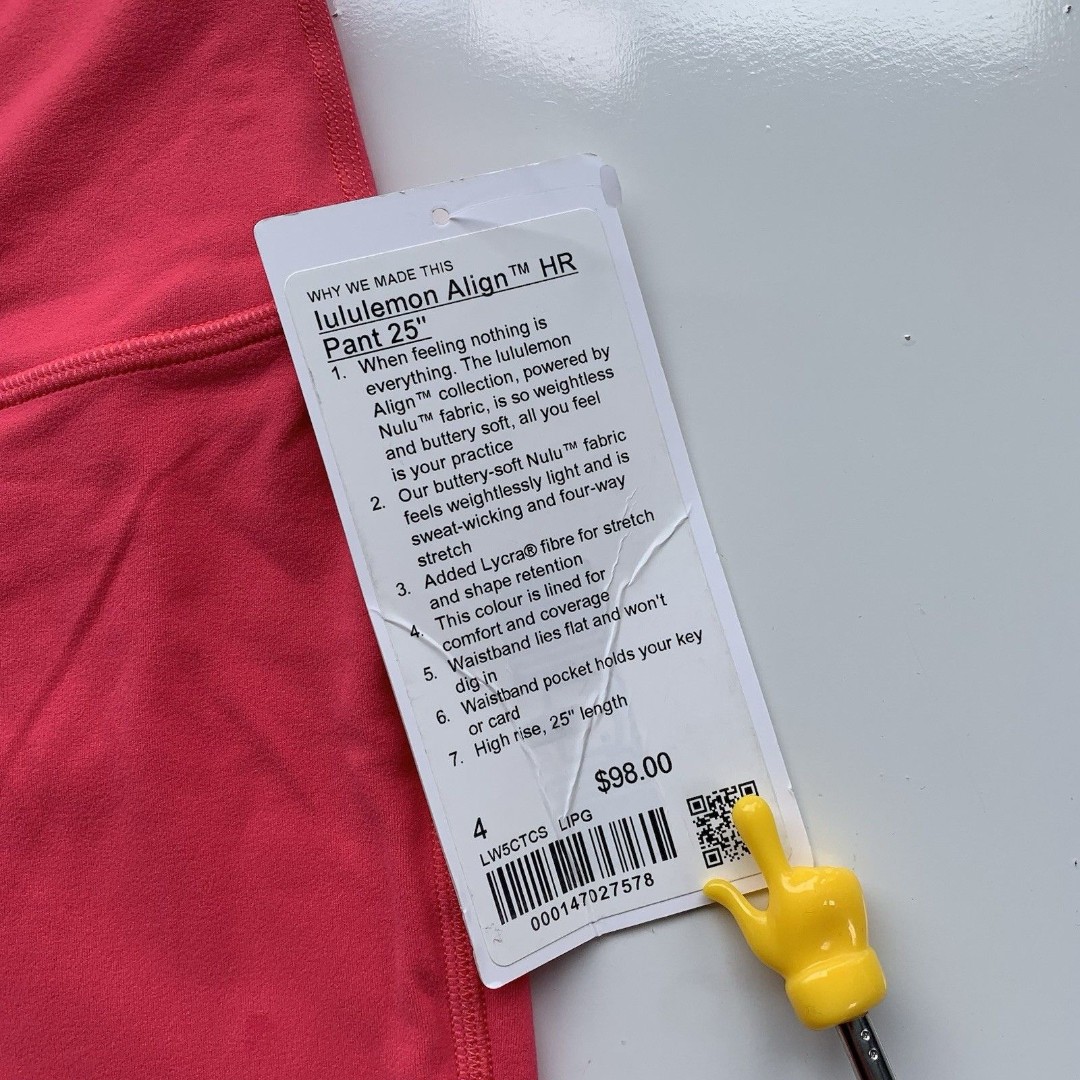 WHY WE MADE THIS
lululemon Align™ HR
Pant 25"
1. When feeling nothing is
everything. The lululemon
Align™ collection, powered by
Nulu™ fabric, is so weightless
and buttery soft, all you feel
is your practice
2. Our buttery-soft Nulu™ fabric
feels weightlessly light and is
sweat-wicking and four-way
stretch
3. Added Lycra® fibre for stretch
and shape retention
4. This colour is lined for
comfort and coverage
5. Waistband lies flat and won't
dig in
6. Waistband pocket holds your key
or card
7. High rise, 25" length
$98.00
4
LW5CTCS LIPG
000147027578